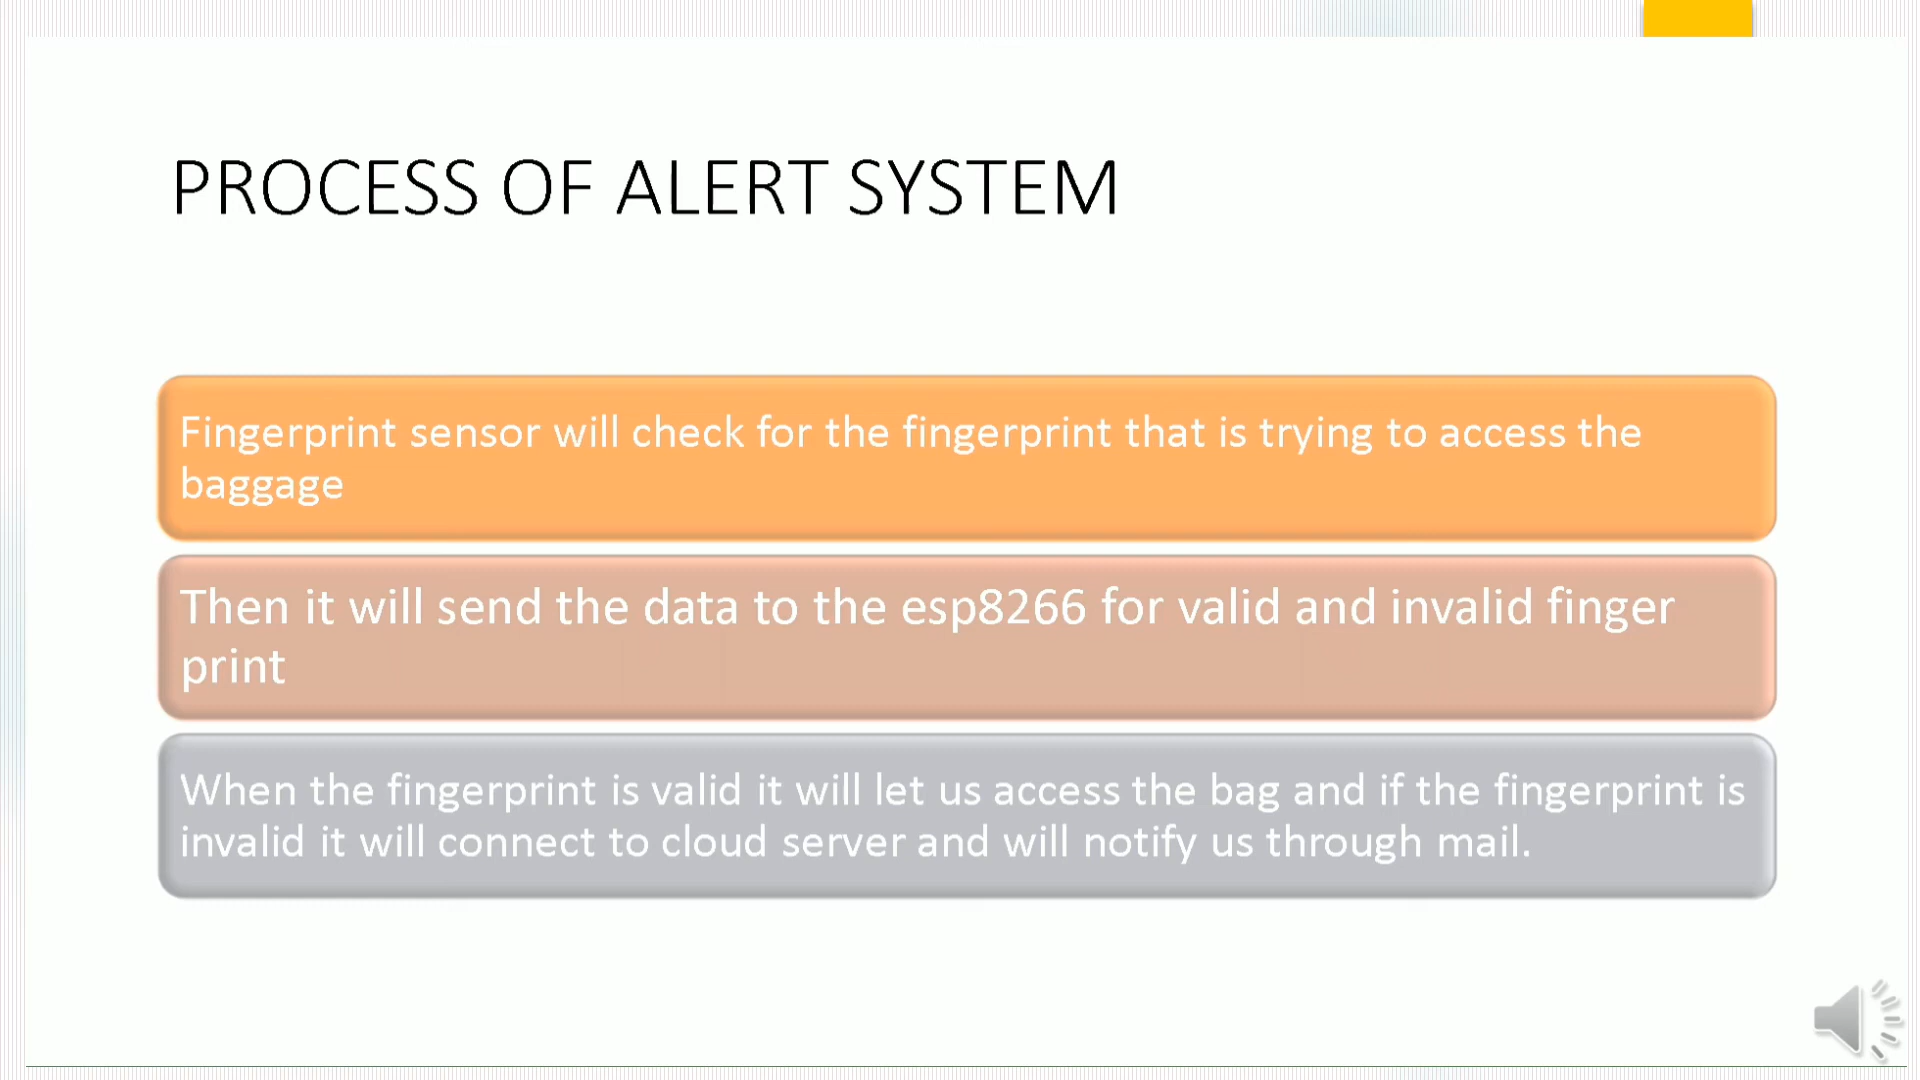 PROCESS OF ALERT SYSTEM
Fingerprint sensor will check for the fingerprint that is trying to access the
baggage
Then it will send the data to the esp8266 for valid and invalid finger
print
When the fingerprint is valid it will let us access the bag and if the fingerprint is
invalid it will connect to cloud server and will notify us through mail.